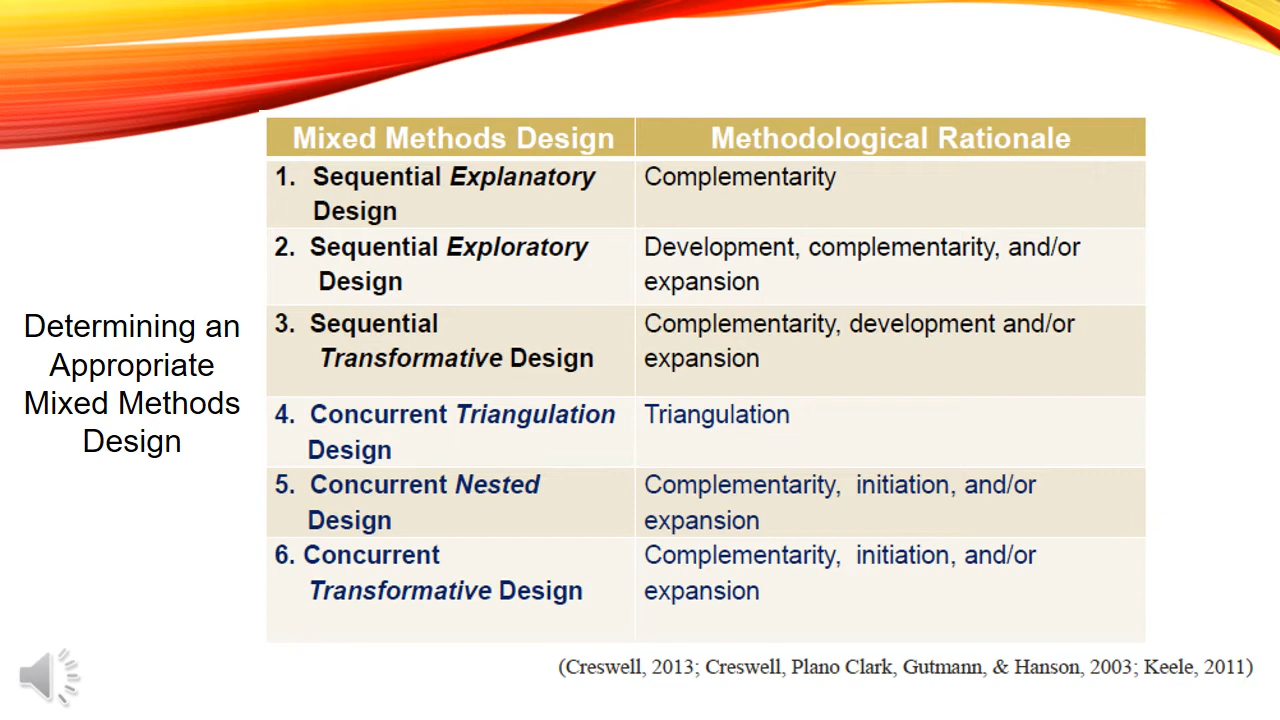 Determining an
Appropriate
Mixed Methods
Design
Mixed Methods Design
Methodological Rationale
1. Sequential Explanatory
Design
Complementarity
2. Sequential Exploratory
Design
Development, complementarity, and/or
expansion
3. Sequential
Transformative Design
Complementarity, development and/or
expansion
4. Concurrent Triangulation
Design
Triangulation
5. Concurrent Nested
Design
Complementarity, initiation, and/or
expansion
6. Concurrent
Transformative Design
Complementarity, initiation, and/or
expansion
(Creswell, 2013; Creswell, Plano Clark, Gutmann, & Hanson, 2003; Keele, 2011)